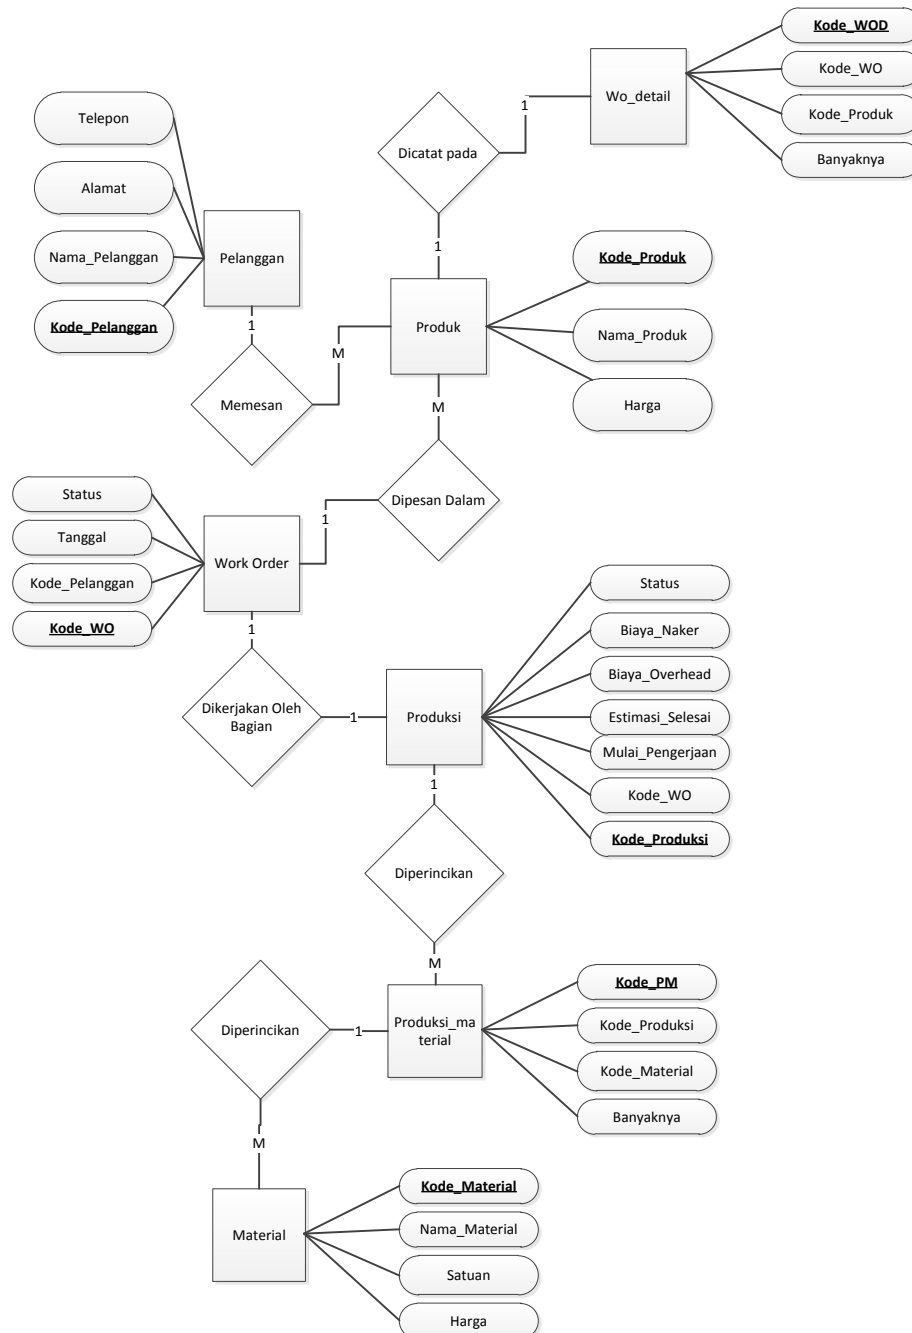 Kode_WOD
Kode_WO
Wo_detail
Kode_Produk
Banyaknya
1
Dicatat pada
1
Telepon
Alamat
Nama_Pelanggan
Kode_Pelanggan
Pelanggan
1
Memesan
M
Produk
Kode_Produk
Nama_Produk
Harga
M
Dipesan Dalam
1
Status
Tanggal
Kode_Pelanggan
Kode_WO
Work Order
1
Dikerjakan Oleh
Bagian
1
Produksi
Status
Biaya_Naker
Biaya_Overhead
Estimasi_Selesai
Mulai_Pengerjaan
Kode_WO
Kode_Produksi
1
Diperincikan
M
Produksi_ma
terial
Kode_PM
Kode_Produksi
Kode_Material
Banyaknya
1
Diperincikan
M
Material
Kode_Material
Nama_Material
Satuan
Harga